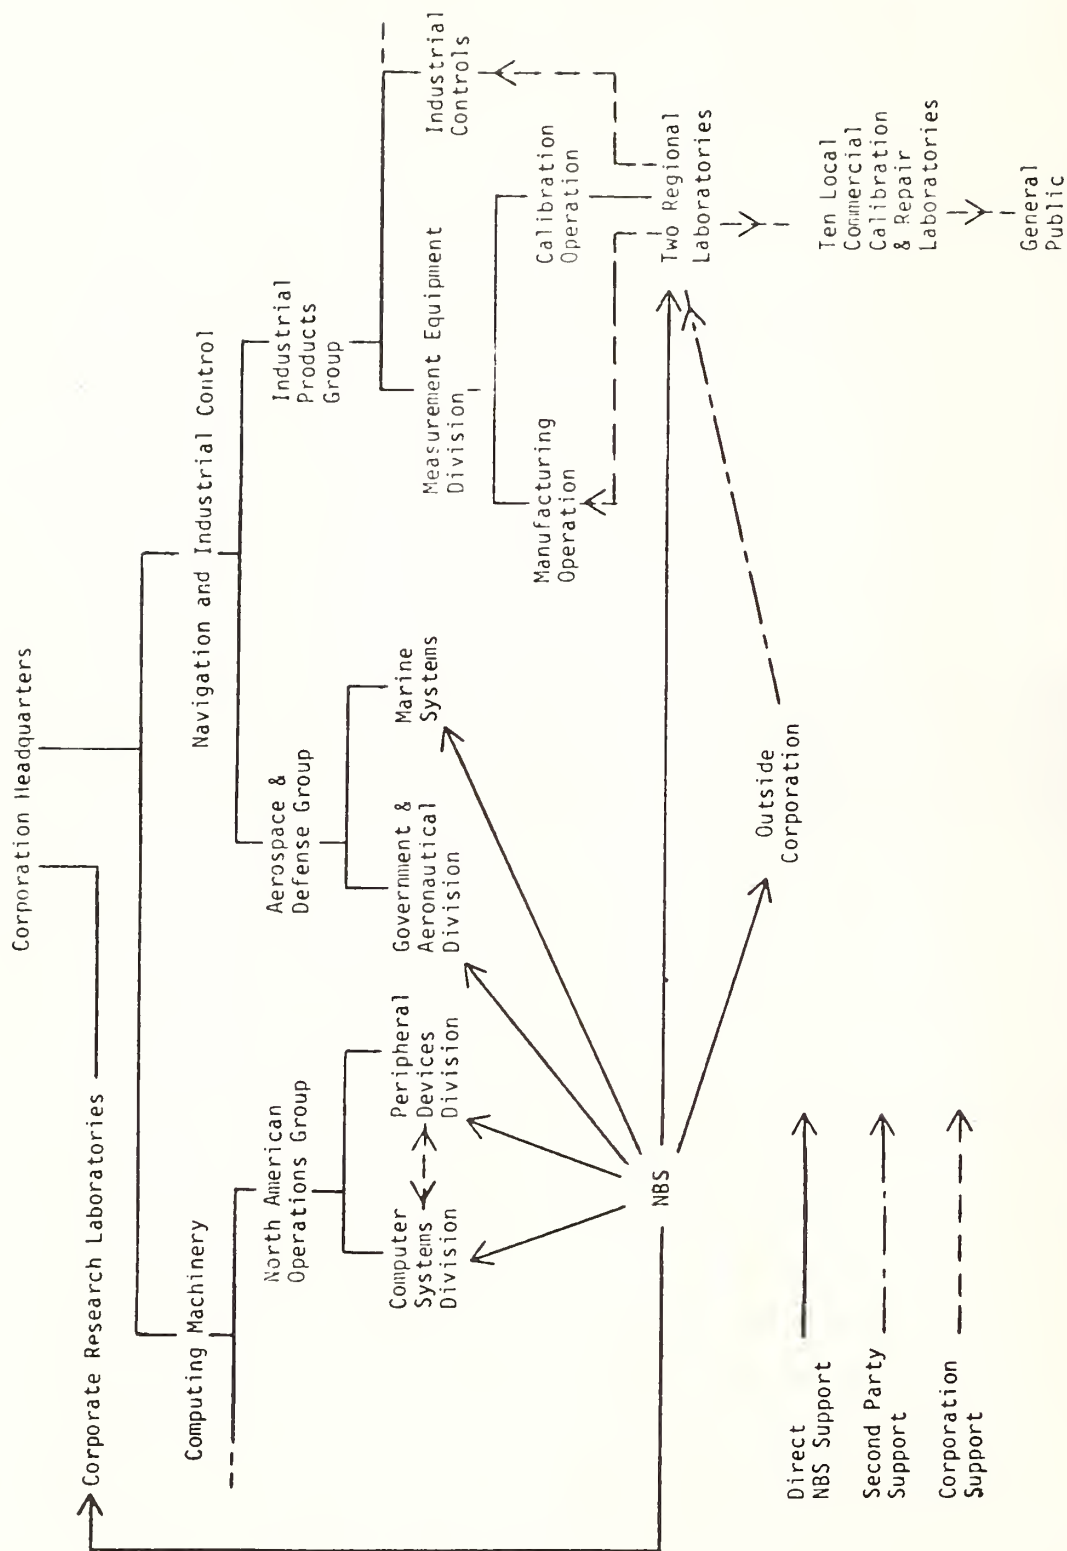 Corporation Headquarters
Corporate Research Laboratories
Computing Machinery
Navigation and Industrial Control
North American
Operations Group
Aerospace &
Defense Group
Industrial
Products
Group
Computer
Systems
Division
Peripheral
Devices
Division
Government &
Aeronautical
Division
Marine
Systems
Measurement Equipment
Division
Industrial
Controls
Manufacturing
Operation
Calibration
Operation
NBS
Two Regional
Laboratories
Outside
Corporation
Ten Local
Commercial
Calibration
& Repair
Laboratories
General
Public
Direct
NBS Support
Second Party
Support
Corporation
Support